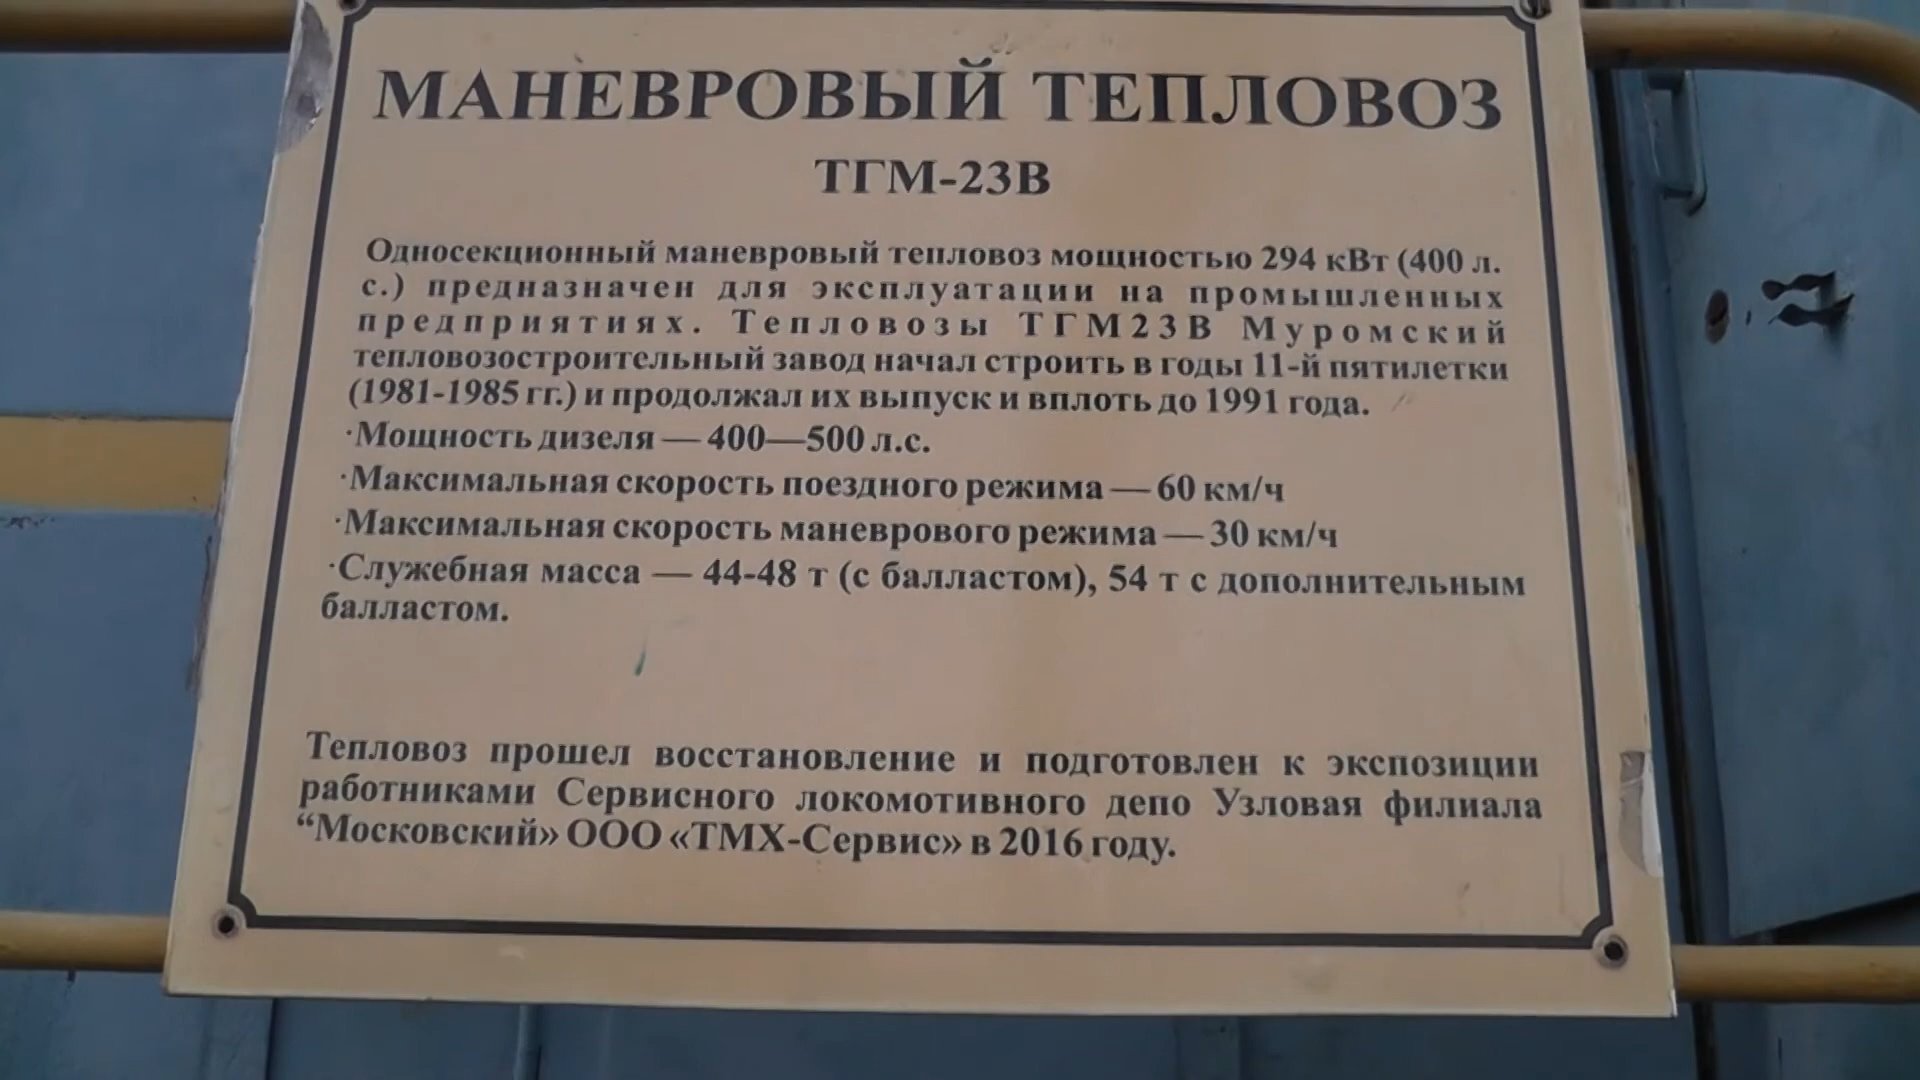 МАНЕВРОВЫЙ ТЕПЛОВОЗ
ТГМ-23В
Односекционный маневровый тепловоз мощностью 294 кВт (400 л.
с.) предназначен для эксплуатации на промышленных
предприятиях. Тепловозы ТГМ23В Муромский
тепловозостроительный завод начал строить в годы 11-й пятилетки
(1981-1985 гг.) и продолжал их выпуск и вплоть до 1991 года.
·Мощность дизеля — 400—500 л.с.
·Максимальная скорость поездного режима — 60 км/ч
·Максимальная скорость маневрового режима — 30 км/ч
·Служебная масса — 44-48 т (с балластом), 54 т с дополнительным
балластом.
Тепловоз прошел восстановление и подготовлен к экспозиции
работниками Сервисного локомотивного депо Узловая филиала
“Московский» ООО «ТМХ-Сервис» в 2016 году.